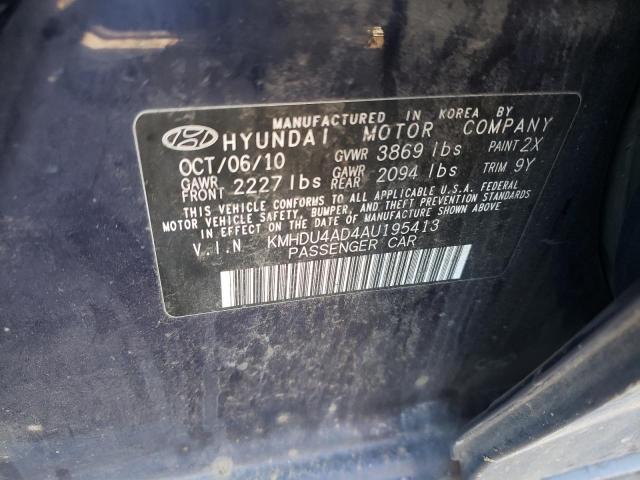 MANUFACTURED IN KOREA BY
HYUNDAI MOTOR COMPANY
OCT/06/10 GVWR 3869 lbs PAINT 2X
GAWR FRONT 2227 lbs GAWR REAR 2094 lbs TRIM 9Y
THIS VEHICLE CONFORMS TO ALL APPLICABLE U.S.A. FEDERAL
MOTOR VEHICLE SAFETY, BUMPER, AND THEFT PREVENTION STANDARDS
IN EFFECT ON THE DATE OF MANUFACTURE SHOWN ABOVE.
V.I.N KMHDU4AD4AU195413
PASSENGER CAR